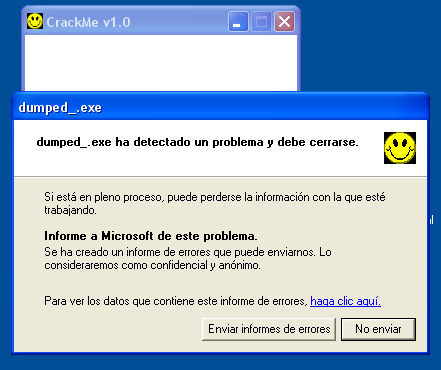 CrackMe v1.0
dumped_.exe
dumped_.exe ha detectado un problema y debe cerrarse.
Si está en pleno proceso, puede perderse la información con la que esté
trabajando.
Informe a Microsoft de este problema.
Se ha creado un informe de errores que puede enviarnos. Lo
consideraremos como confidencial y anónimo.
Para ver los datos que contiene este informe de errores, haga clic aquí.
Enviar informes de errores
No enviar